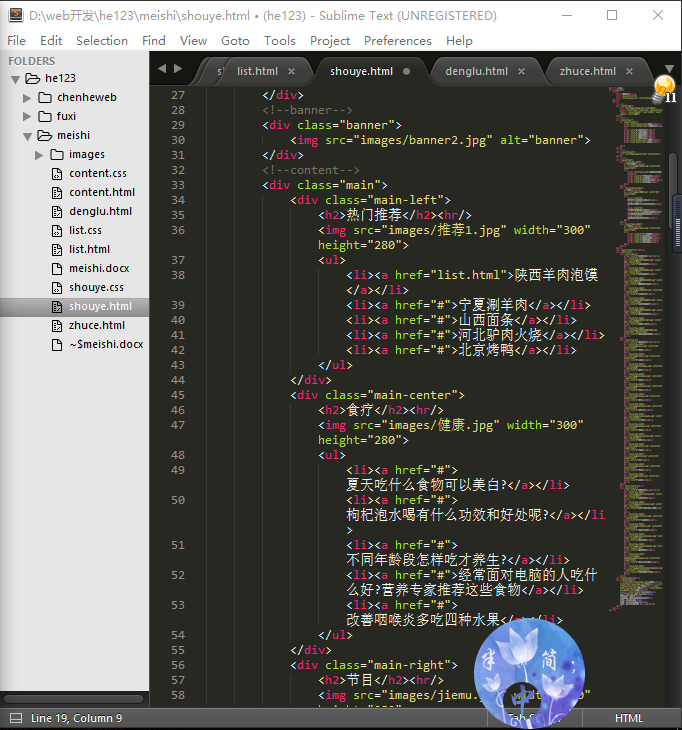 D:\web开发\he123\meishi\shouye.html • (he123) - Sublime Text (UNREGISTERED)
File Edit Selection Find View Goto Tools Project Preferences Help
FOLDERS
he123
chenheweb
fuxi
meishi
images
content.css
content.html
denglu.html
list.css
list.html
meishi.docx
shouye.css
shouye.html
zhuce.html
~$meishi.docx
list.html × shouye.html denglu.html × zhuce.html ×
27 </div>
28 <!--banner-->
29 <div class="banner">
30 <img src="images/banner2.jpg" alt="banner">
31 </div>
32 <!--content-->
33 <div class="main">
34 <div class="main-left">
35 <h2>热门推荐</h2><hr/>
36 <img src="images/推荐1.jpg" width="300"
height="280">
37 <ul>
38 <li><a href="list.html">陕西羊肉泡馍
</a></li>
39 <li><a href="#">宁夏涮羊肉</a></li>
40 <li><a href="#">山西面条</a></li>
41 <li><a href="#">河北驴肉火烧</a></li>
42 <li><a href="#">北京烤鸭</a></li>
43 </ul>
44 </div>
45 <div class="main-center">
46 <h2>食疗</h2><hr/>
47 <img src="images/健康.jpg" width="300"
height="280">
48 <ul>
49 <li><a href="#">
夏天吃什么食物可以美白?</a></li>
50 <li><a href="#">
枸杞泡水喝有什么功效和好处呢?</a></li
>
51 <li><a href="#">
不同年龄段怎样吃才养生?</a></li>
52 <li><a href="#">经常面对电脑的人吃什
么好?营养专家推荐这些食物</a></li>
53 <li><a href="#">
改善咽喉炎多吃四种水果</a></li>
54 </ul>
55 </div>
56 <div class="main-right">
57 <h2>节目</h2><hr/>
58 <img src="images/jiemu.
半 简
中
Line 19, Column 9
HTML